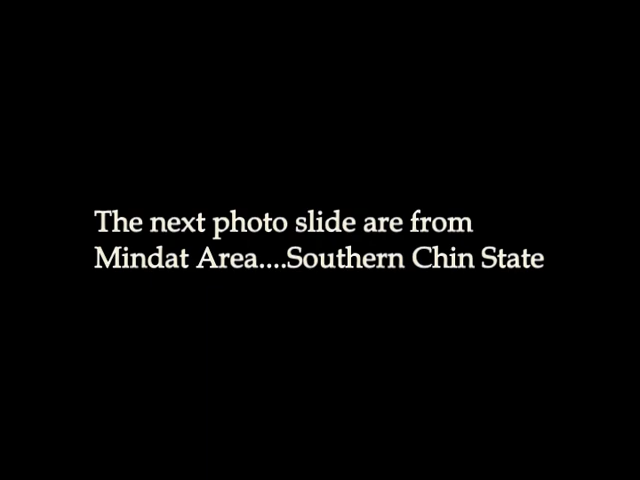 The next photo slide are from
Mindat Area....Southern Chin State